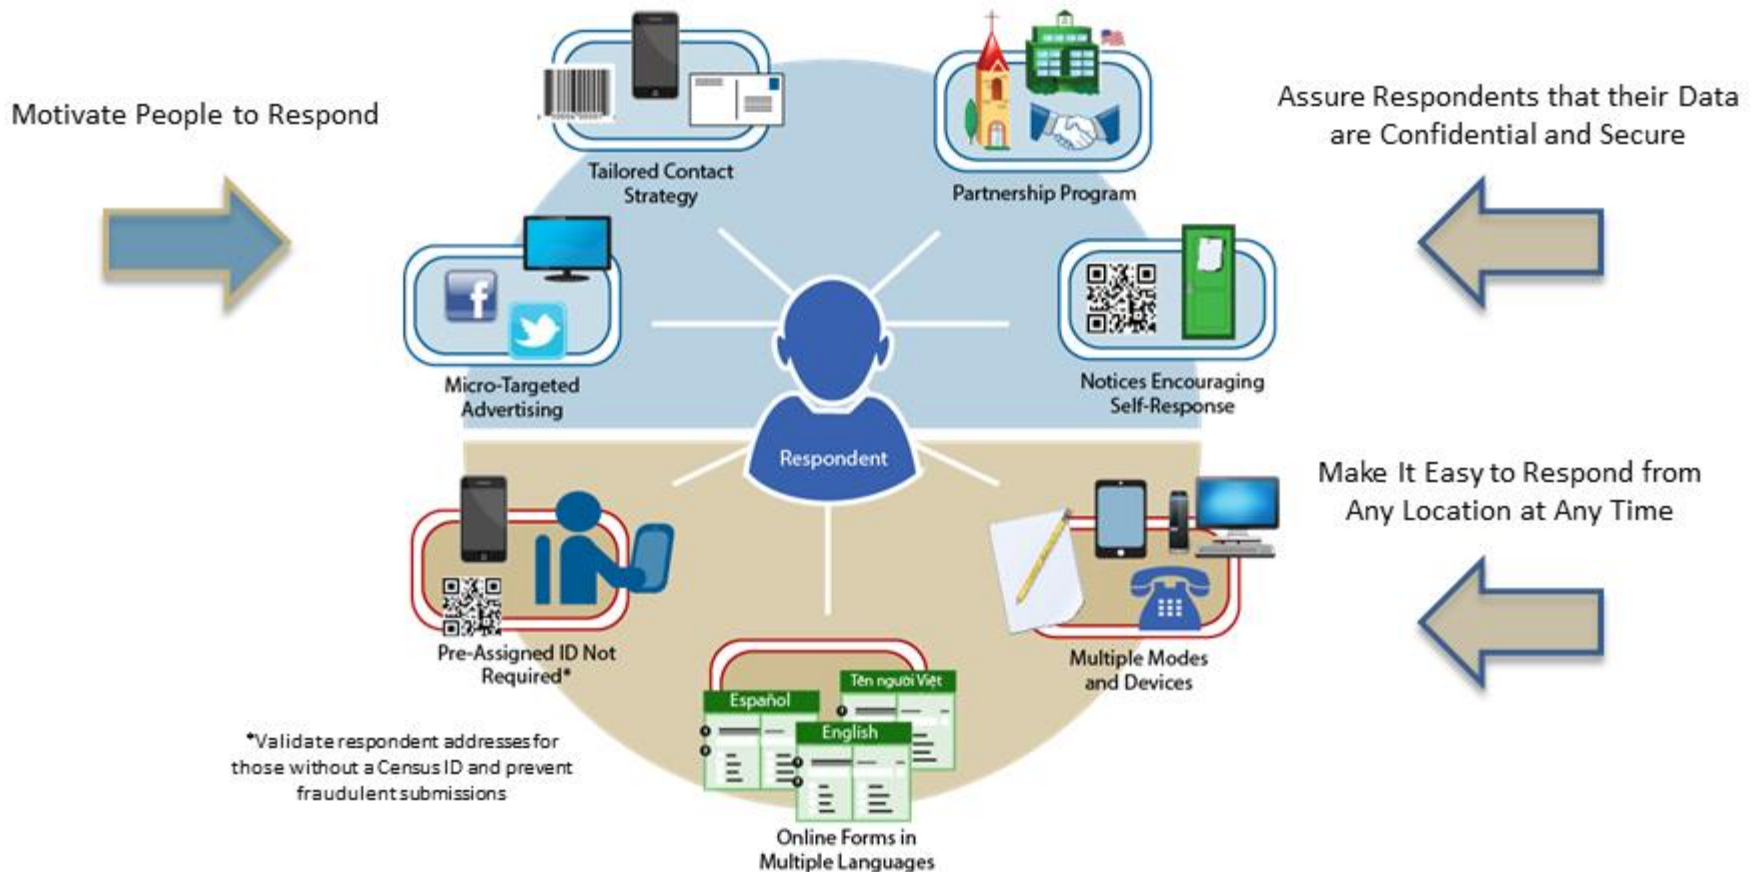 Motivate People to Respond
Tailored Contact
Strategy
Partnership Program
Assure Respondents that their Data
are Confidential and Secure
Micro-Targeted
Advertising
Notices Encouraging
Self-Response
Respondent
Make It Easy to Respond from
Any Location at Any Time
Pre-Assigned ID Not
Required*
Multiple Modes
and Devices
*Validate respondent addresses for
those without a Census ID and prevent
fraudulent submissions
Español
Tên người Việt
English
Online Forms in
Multiple Languages